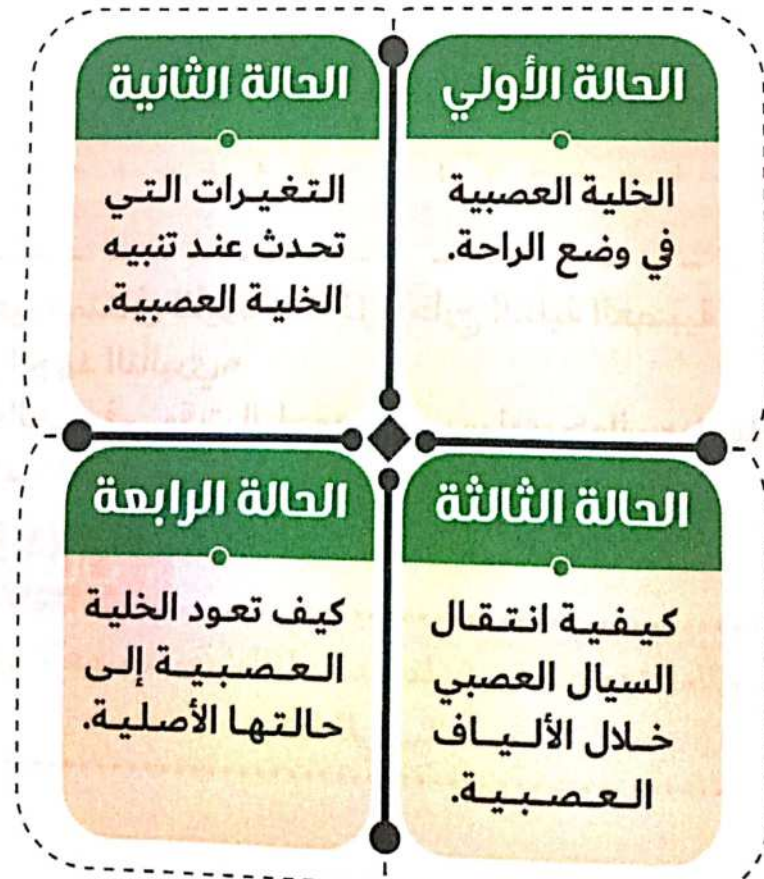 الحالة الأولي
الخلية العصبية
في وضع الراحة.
الحالة الثانية
التغيرات التي
تحدث عند تنبيه
الخلية العصبية.
الحالة الثالثة
كيفية انتقال
السيال العصبي
خلال الألياف
العصبية.
الحالة الرابعة
كيف تعود الخلية
العصبية إلى
حالتها الأصلية.